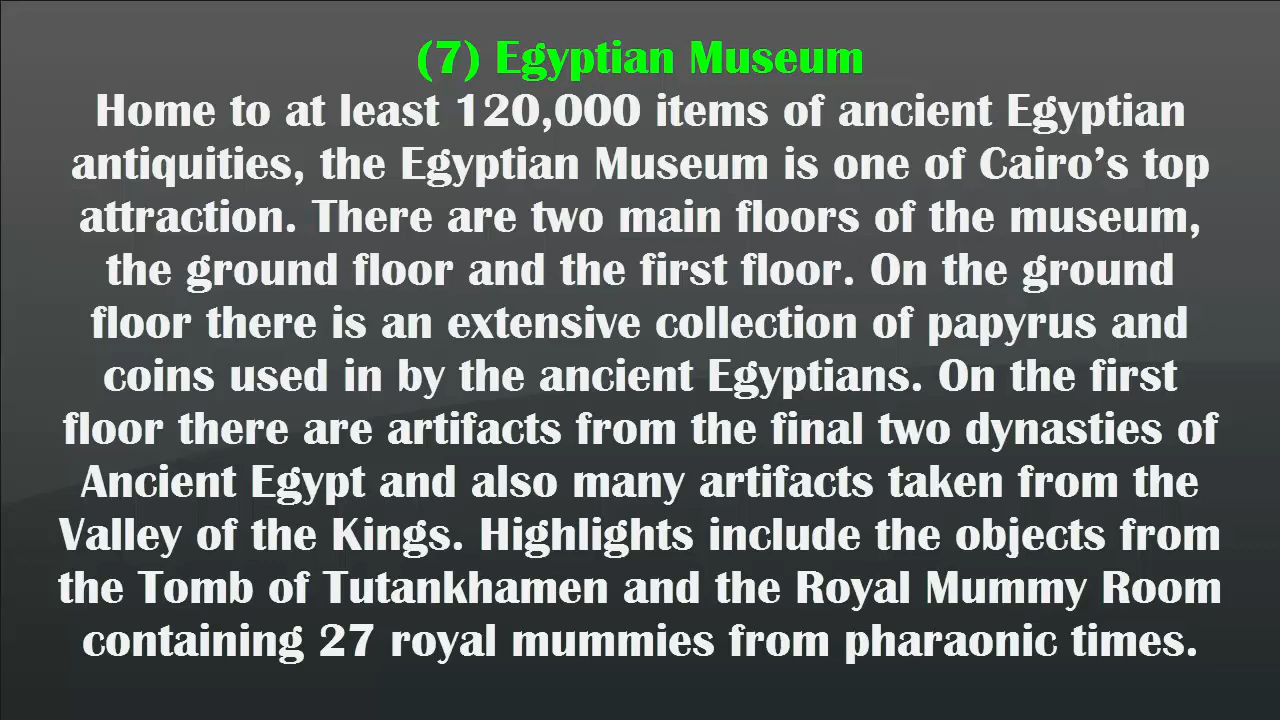 (7) Egyptian Museum
Home to at least 120,000 items of ancient Egyptian
antiquities, the Egyptian Museum is one of Cairo’s top
attraction. There are two main floors of the museum,
the ground floor and the first floor. On the ground
floor there is an extensive collection of papyrus and
coins used in by the ancient Egyptians. On the first
floor there are artifacts from the final two dynasties of
Ancient Egypt and also many artifacts taken from the
Valley of the Kings. Highlights include the objects from
the Tomb of Tutankhamen and the Royal Mummy Room
containing 27 royal mummies from pharaonic times.